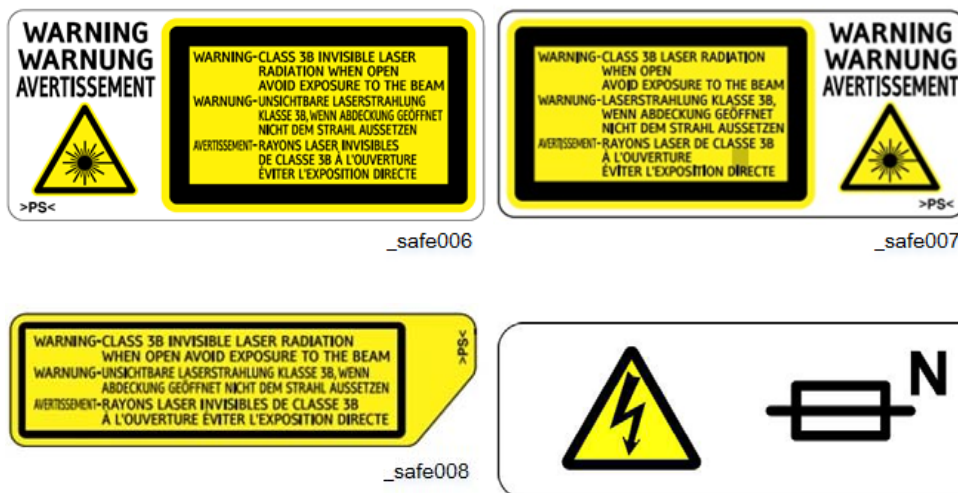 WARNING
WARNUNG
AVERTISSEMENT
>PS<
WARNING-CLASS 3B INVISIBLE LASER
RADIATION WHEN OPEN
AVOID EXPOSURE TO THE BEAM
WARNUNG-UNSICHTBARE LASERSTRAHLUNG
KLASSE 3B, WENN ABDECKUNG GEÖFFNET
NICHT DEM STRAHL AUSSETZEN
AVERTISSEMENT-RAYONS LASER INVISIBLES
DE CLASSE 3B À L'OUVERTURE
ÉVITER L'EXPOSITION DIRECTE
_safe006
WARNING-CLASS 3B LASER RADIATION
WHEN OPEN
AVOID EXPOSURE TO THE BEAM
WARNUNG-LASERSTRAHLUNG KLASSE 3B,
WENN ABDECKUNG GEÖFFNET
NICHT DEM STRAHL AUSSETZEN
AVERTISSEMENT-RAYONS LASER DE CLASSE 3B
À L'OUVERTURE
ÉVITER L'EXPOSITION DIRECTE
WARNING
WARNUNG
AVERTISSEMENT
>PS<
_safe007
WARNING-CLASS 3B INVISIBLE LASER RADIATION
WHEN OPEN AVOID EXPOSURE TO THE BEAM
WARNUNG-UNSICHTBARE LASERSTRAHLUNG KLASSE 3B, WENN
ABDECKUNG GEÖFFNET NICHT DEM STRAHL AUSSETZEN
AVERTISSEMENT-RAYONS LASER INVISIBLES DE CLASSE 3B
À L'OUVERTURE ÉVITER L'EXPOSITION DIRECTE
>PS<
_safe008
N